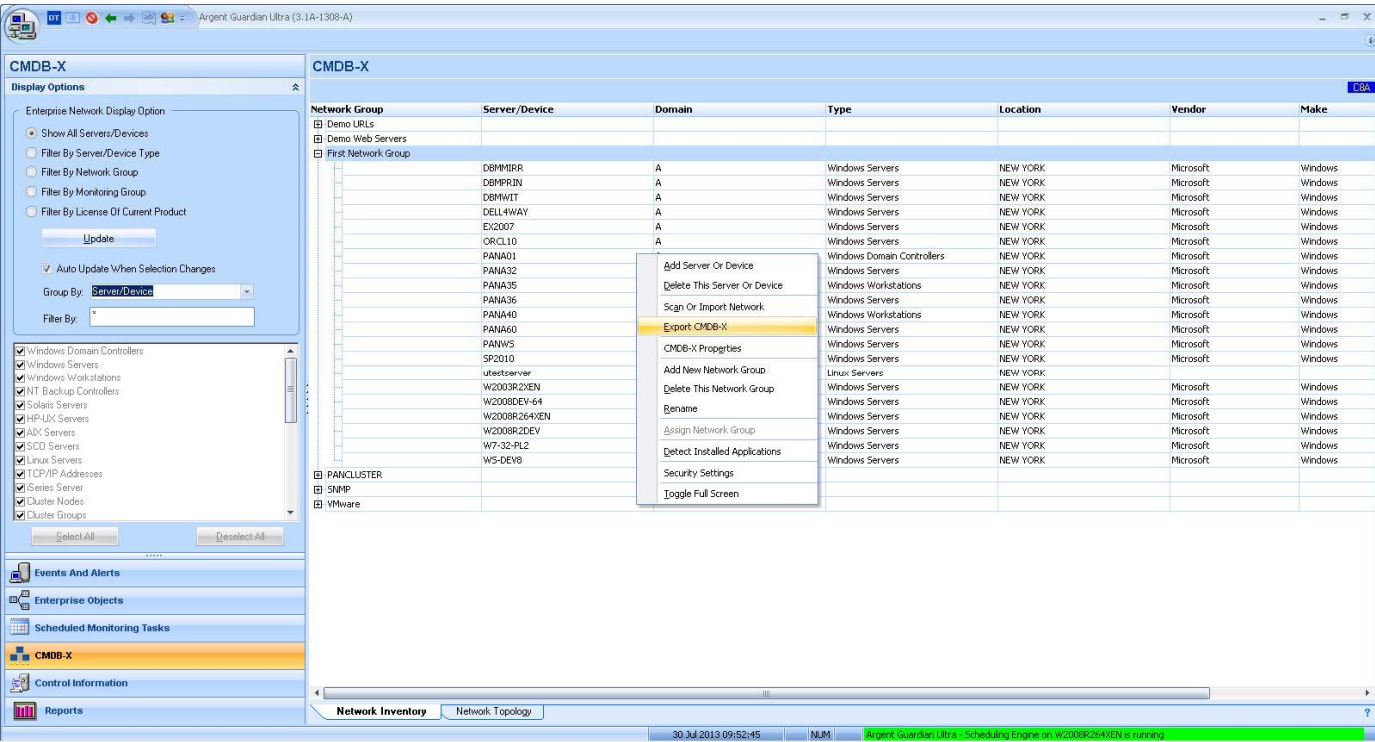 DT Argent Guardian Ultra (3.1A-1308-A)
CMDB-X
Display Options
Enterprise Network Display Option
Show All Servers/Devices
Filter By Server/Device Type
Filter By Network Group
Filter By Monitoring Group
Filter By License Of Current Product
Update
Auto Update When Selection Changes
Group By: Server/Device
Filter By: *
Windows Domain Controllers
Windows Servers
Windows Workstations
NT Backup Controllers
Solaris Servers
HP-UX Servers
AIX Servers
SCO Servers
Linux Servers
TCP/IP Addresses
iSeries Server
Cluster Nodes
Cluster Groups
Select All Deselect All
Events And Alerts
Enterprise Objects
Scheduled Monitoring Tasks
CMDB-X
Control Information
Reports
CMDB-X
C8A
Network Group Server/Device Domain Type Location Vendor Make
Demo URLs
Demo Web Servers
First Network Group
DBMMIRR A Windows Servers NEW YORK Microsoft Windows
DBMPRIN A Windows Servers NEW YORK Microsoft Windows
DBMWIT A Windows Servers NEW YORK Microsoft Windows
DELL4WAY A Windows Servers NEW YORK Microsoft Windows
EX2007 A Windows Servers NEW YORK Microsoft Windows
ORCL10 A Windows Servers NEW YORK Microsoft Windows
PANA01 Windows Domain Controllers NEW YORK Microsoft Windows
PANA32 Windows Servers NEW YORK Microsoft Windows
PANA35 Windows Workstations NEW YORK Microsoft Windows
PANA36 Windows Servers NEW YORK Microsoft Windows
PANA40 Windows Workstations NEW YORK Microsoft Windows
PANA60 Windows Servers NEW YORK Microsoft Windows
PANWS Windows Servers NEW YORK Microsoft Windows
SP2010 Windows Servers NEW YORK Microsoft Windows
utestserver Linux Servers NEW YORK
W2003R2XEN Windows Servers NEW YORK Microsoft Windows
W2008DEV-64 Windows Servers NEW YORK Microsoft Windows
W2008R264XEN Windows Servers NEW YORK Microsoft Windows
W2008R2DEV Windows Servers NEW YORK Microsoft Windows
W7-32-PL2 Windows Servers NEW YORK Microsoft Windows
WS-DEV8 Windows Servers NEW YORK Microsoft Windows
PANCLUSTER
SNMP
VMware
Add Server Or Device
Delete This Server Or Device
Scan Or Import Network
Export CMDB-X
CMDB-X Properties
Add New Network Group
Delete This Network Group
Rename
Assign Network Group
Detect Installed Applications
Security Settings
Toggle Full Screen
Network Inventory Network Topology ?
30 Jul 2013 09:52:45 NUM Argent Guardian Ultra - Scheduling Engine on W2008R264XEN is running